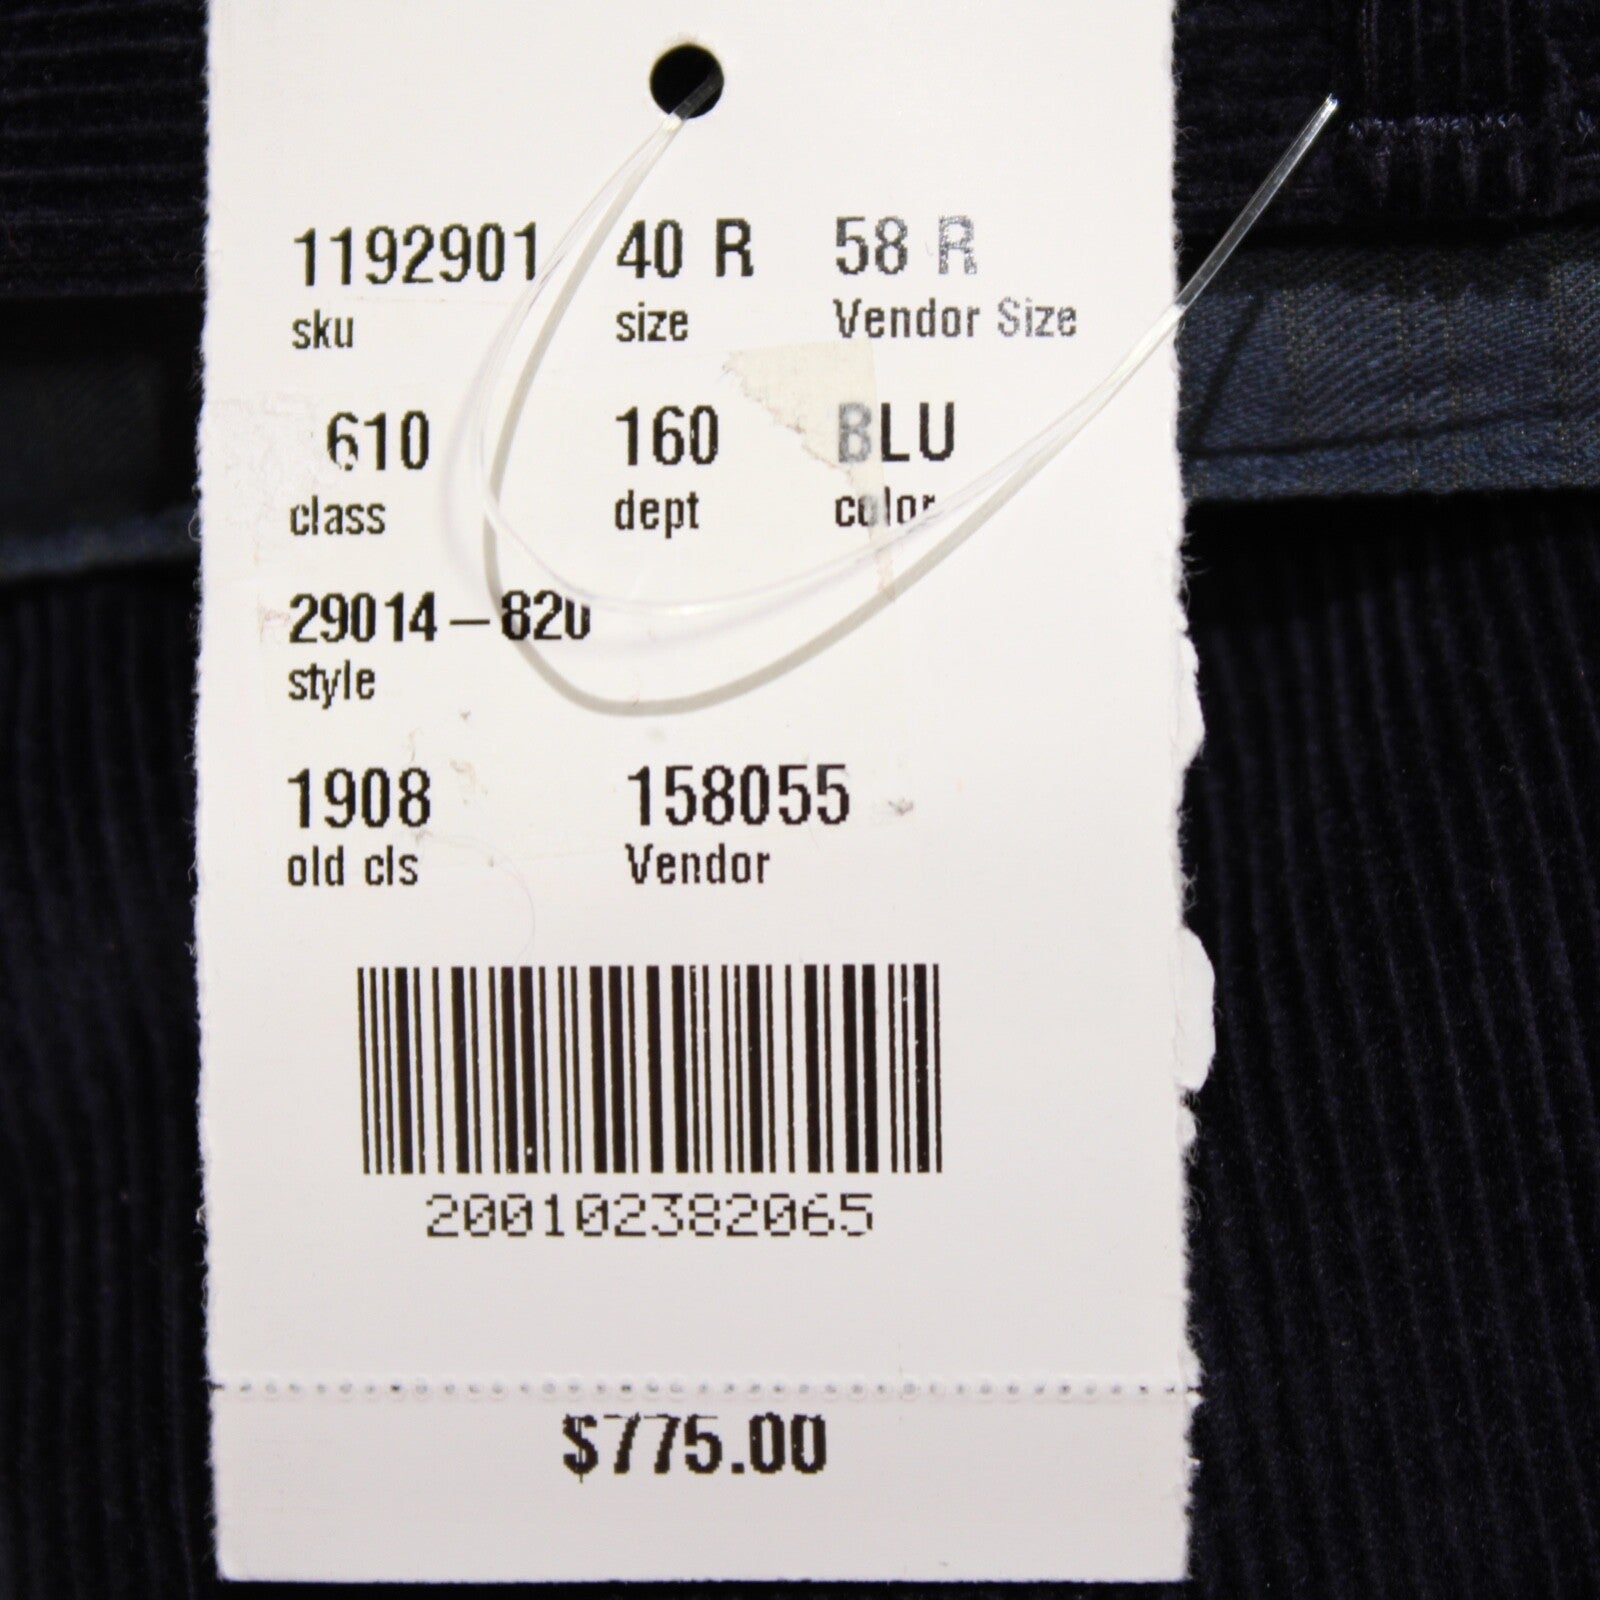 1192901 40 R 58 R
sku size Vendor Size
610 160 BLU
class dept color
29014-820
style
1908 158055
old cls Vendor
200102382065
$775.00